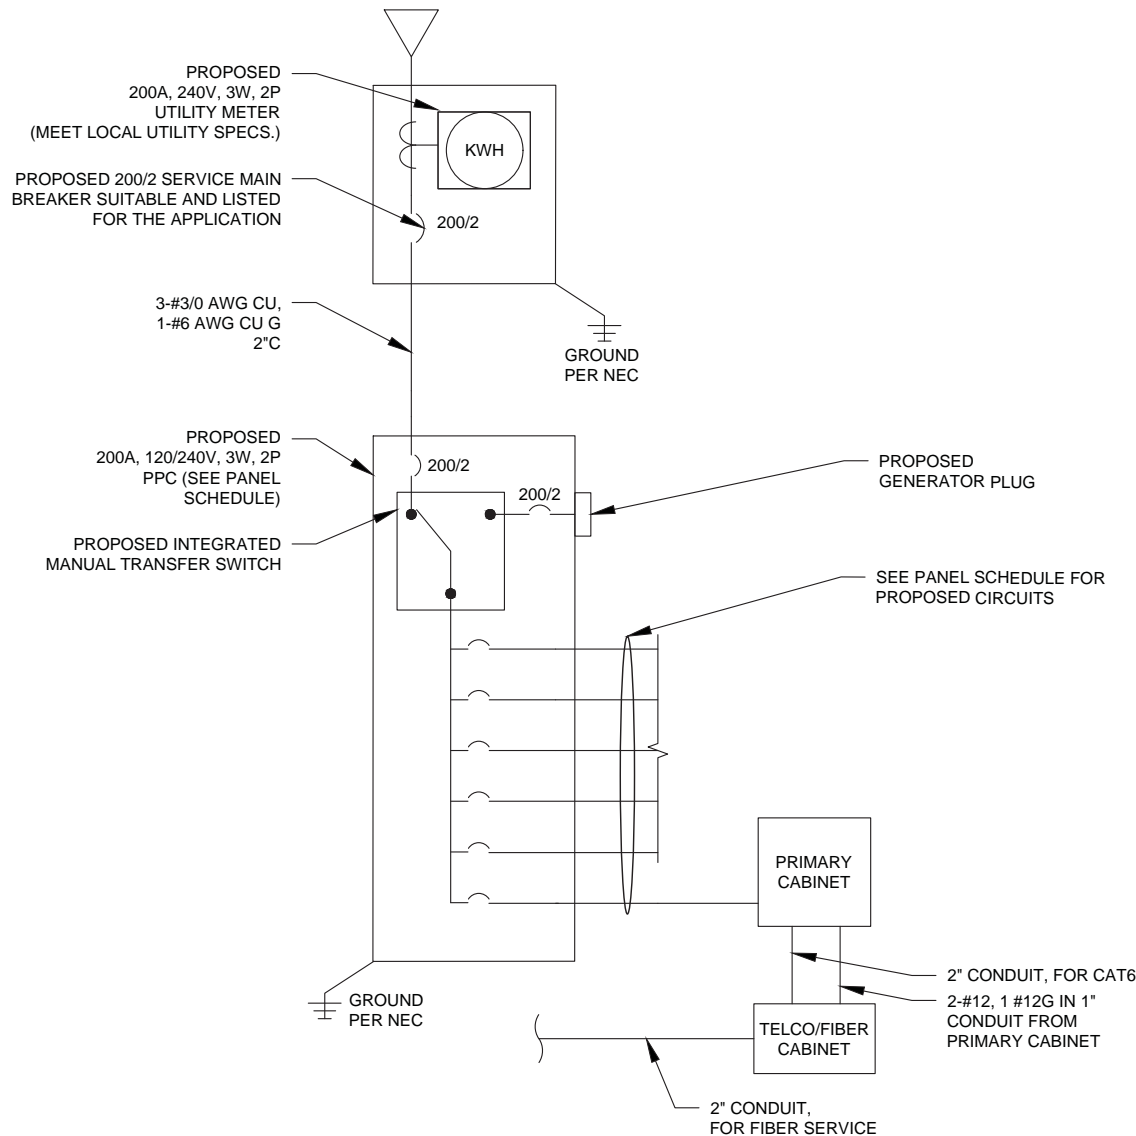 PROPOSED
200A, 240V, 3W, 2P
UTILITY METER
(MEET LOCAL UTILITY SPECS.)
KWH
PROPOSED 200/2 SERVICE MAIN
BREAKER SUITABLE AND LISTED
FOR THE APPLICATION
200/2
3-#3/0 AWG CU,
1-#6 AWG CU G
2"C
GROUND
PER NEC
PROPOSED
200A, 120/240V, 3W, 2P
PPC (SEE PANEL
SCHEDULE)
200/2
200/2
PROPOSED
GENERATOR PLUG
PROPOSED INTEGRATED
MANUAL TRANSFER SWITCH
SEE PANEL SCHEDULE FOR
PROPOSED CIRCUITS
PRIMARY
CABINET
2" CONDUIT, FOR CAT6
2-#12, 1 #12G IN 1"
CONDUIT FROM
PRIMARY CABINET
GROUND
PER NEC
TELCO/FIBER
CABINET
2" CONDUIT,
FOR FIBER SERVICE